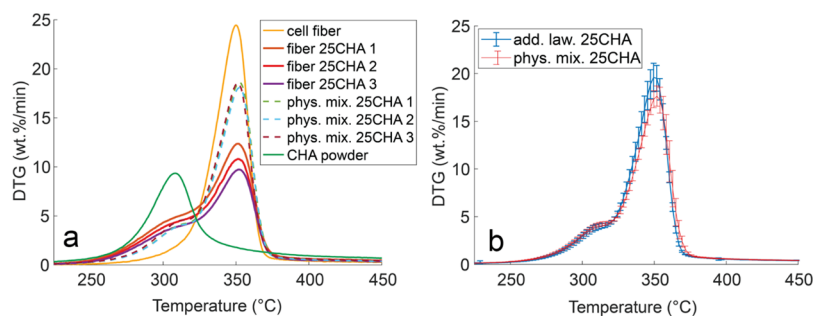 25
20
15
10
5
0
DTG (wt.%/min)
cell fiber
fiber 25CHA 1
fiber 25CHA 2
fiber 25CHA 3
phys. mix. 25CHA 1
phys. mix. 25CHA 2
phys. mix. 25CHA 3
CHA powder
a
250 300 350 400 450
Temperature (°C)
25
20
15
10
5
0
DTG (wt.%/min)
add. law. 25CHA
phys. mix. 25CHA
b
250 300 350 400 450
Temperature (°C)